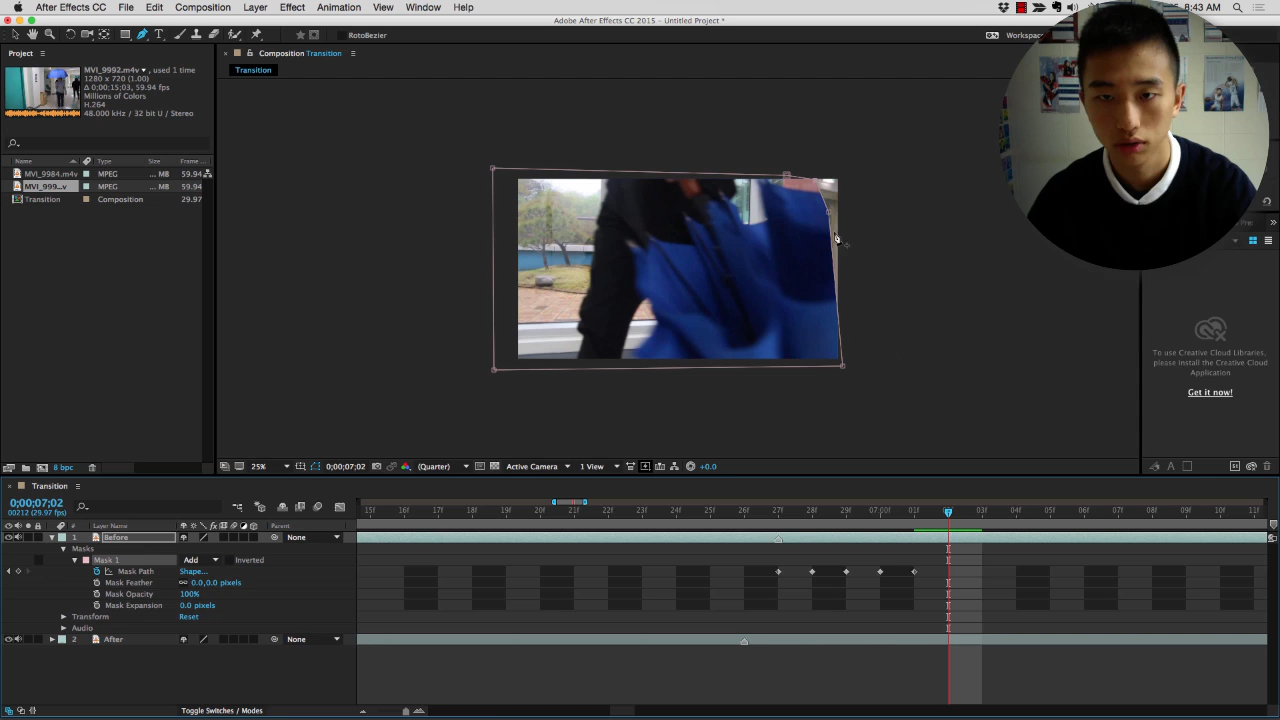 After Effects CC File Edit Composition Layer Effect Animation View Window Help 8:43 AM
Adobe After Effects CC 2015 - Untitled Project *
RotoBezier Workspace
Project
Composition Transition
MVI_9992.m4v , used 1 time
1280 x 720 (1.00)
Δ 0;00;15;03, 59.94 fps
Millions of Colors
H.264
48.000 kHz / 32 bit U / Stereo
Transition
Name Type Size Frame ...
MVI_9984.m4v MPEG ... MB 59.94
MVI_999...v MPEG ... MB 59.94
Transition Composition 29.97
Pre:
To use Creative Cloud Libraries,
please install the Creative Cloud
Application
Get it now!
8 bpc
25% 0;00;07;02 (Quarter) Active Camera 1 View +0.0
Transition
0;00;07;02
00212 (29.97 fps)
15f 16f 17f 18f 19f 20f 21f 22f 23f 24f 25f 26f 27f 28f 29f 07:00f 01f 03f 04f 05f 06f 07f 08f 09f 10f 11f
# Layer Name Parent
1 Before None
Masks
Mask 1 Add Inverted
Mask Path Shape...
Mask Feather 0.0,0.0 pixels
Mask Opacity 100%
Mask Expansion 0.0 pixels
Transform Reset
Audio
2 After None
Toggle Switches / Modes